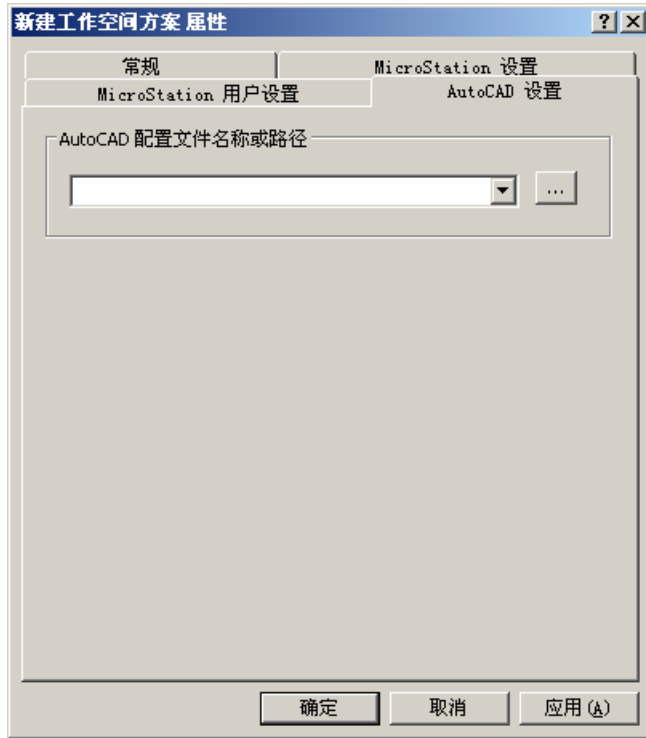 新建工作空间方案 属性
常规
MicroStation 设置
MicroStation 用户设置
AutoCAD 设置
AutoCAD 配置文件名称或路径
...
确定
取消
应用(A)